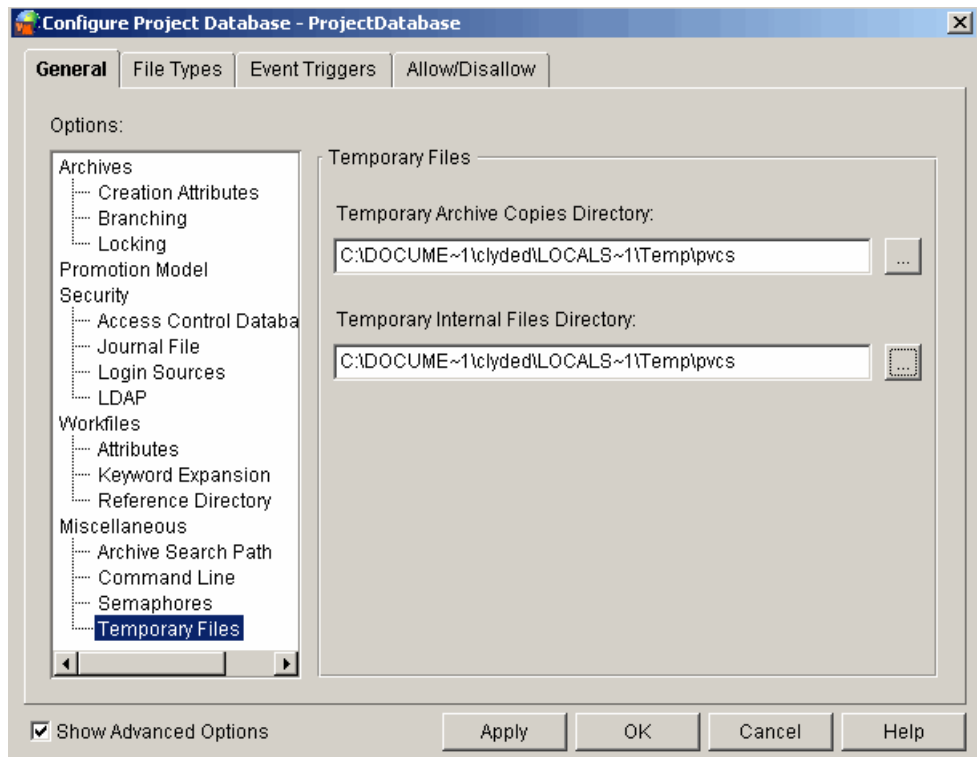 Configure Project Database - ProjectDatabase
General
File Types
Event Triggers
Allow/Disallow
Options:
Archives
Creation Attributes
Branching
Locking
Promotion Model
Security
Access Control Databa
Journal File
Login Sources
LDAP
Workfiles
Attributes
Keyword Expansion
Reference Directory
Miscellaneous
Archive Search Path
Command Line
Semaphores
Temporary Files
Temporary Files
Temporary Archive Copies Directory:
C:\DOCUME~1\clyded\LOCALS~1\Temp\pvcs
...
Temporary Internal Files Directory:
C:\DOCUME~1\clyded\LOCALS~1\Temp\pvcs
...
Show Advanced Options
Apply
OK
Cancel
Help